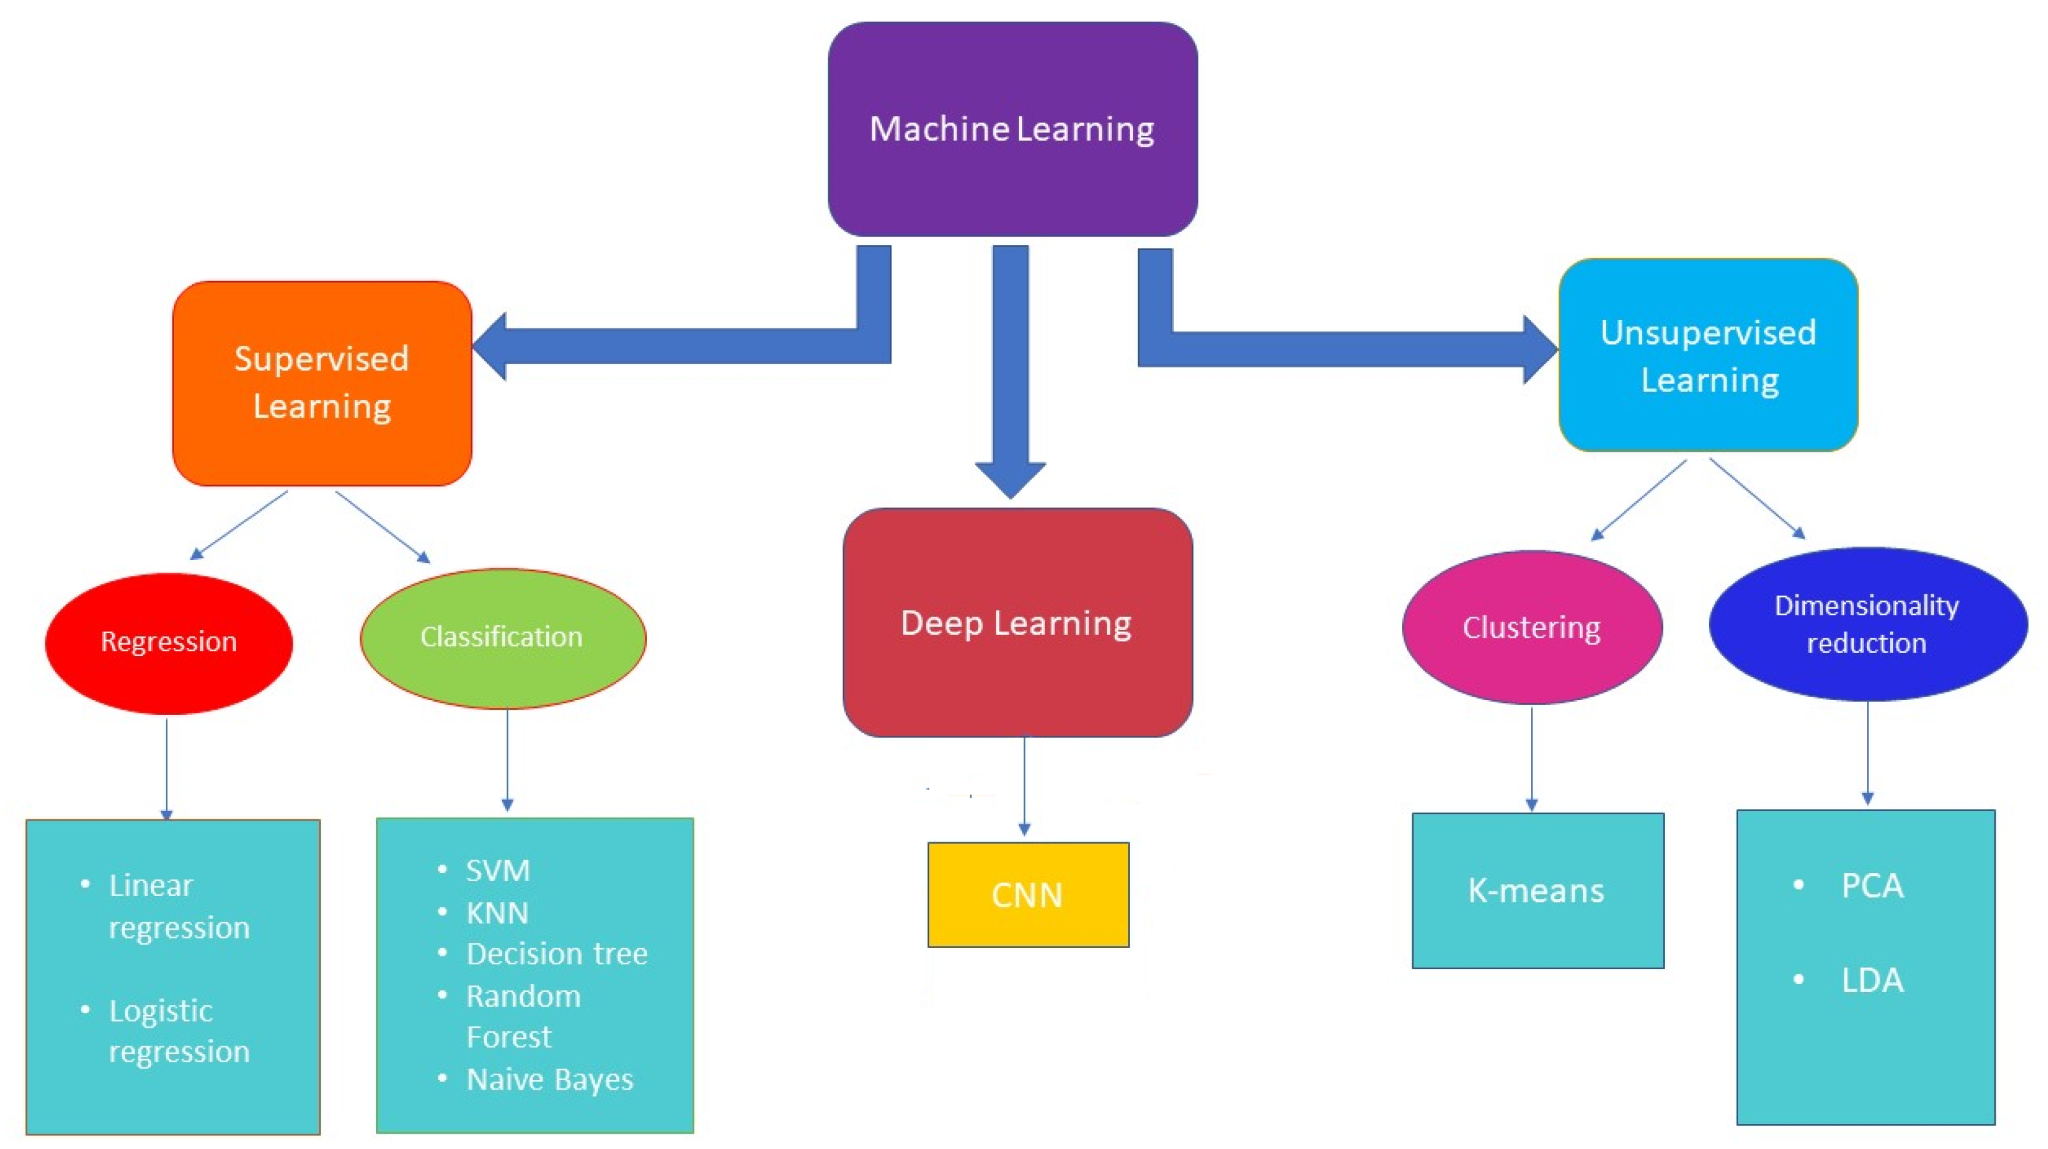 Machine Learning
Supervised
Learning
Unsupervised
Learning
Regression
Classification
Deep Learning
Clustering
Dimensionality
reduction
• Linear
regression
• Logistic
regression
• SVM
• KNN
• Decision tree
• Random
Forest
• Naive Bayes
CNN
K-means
• PCA
• LDA